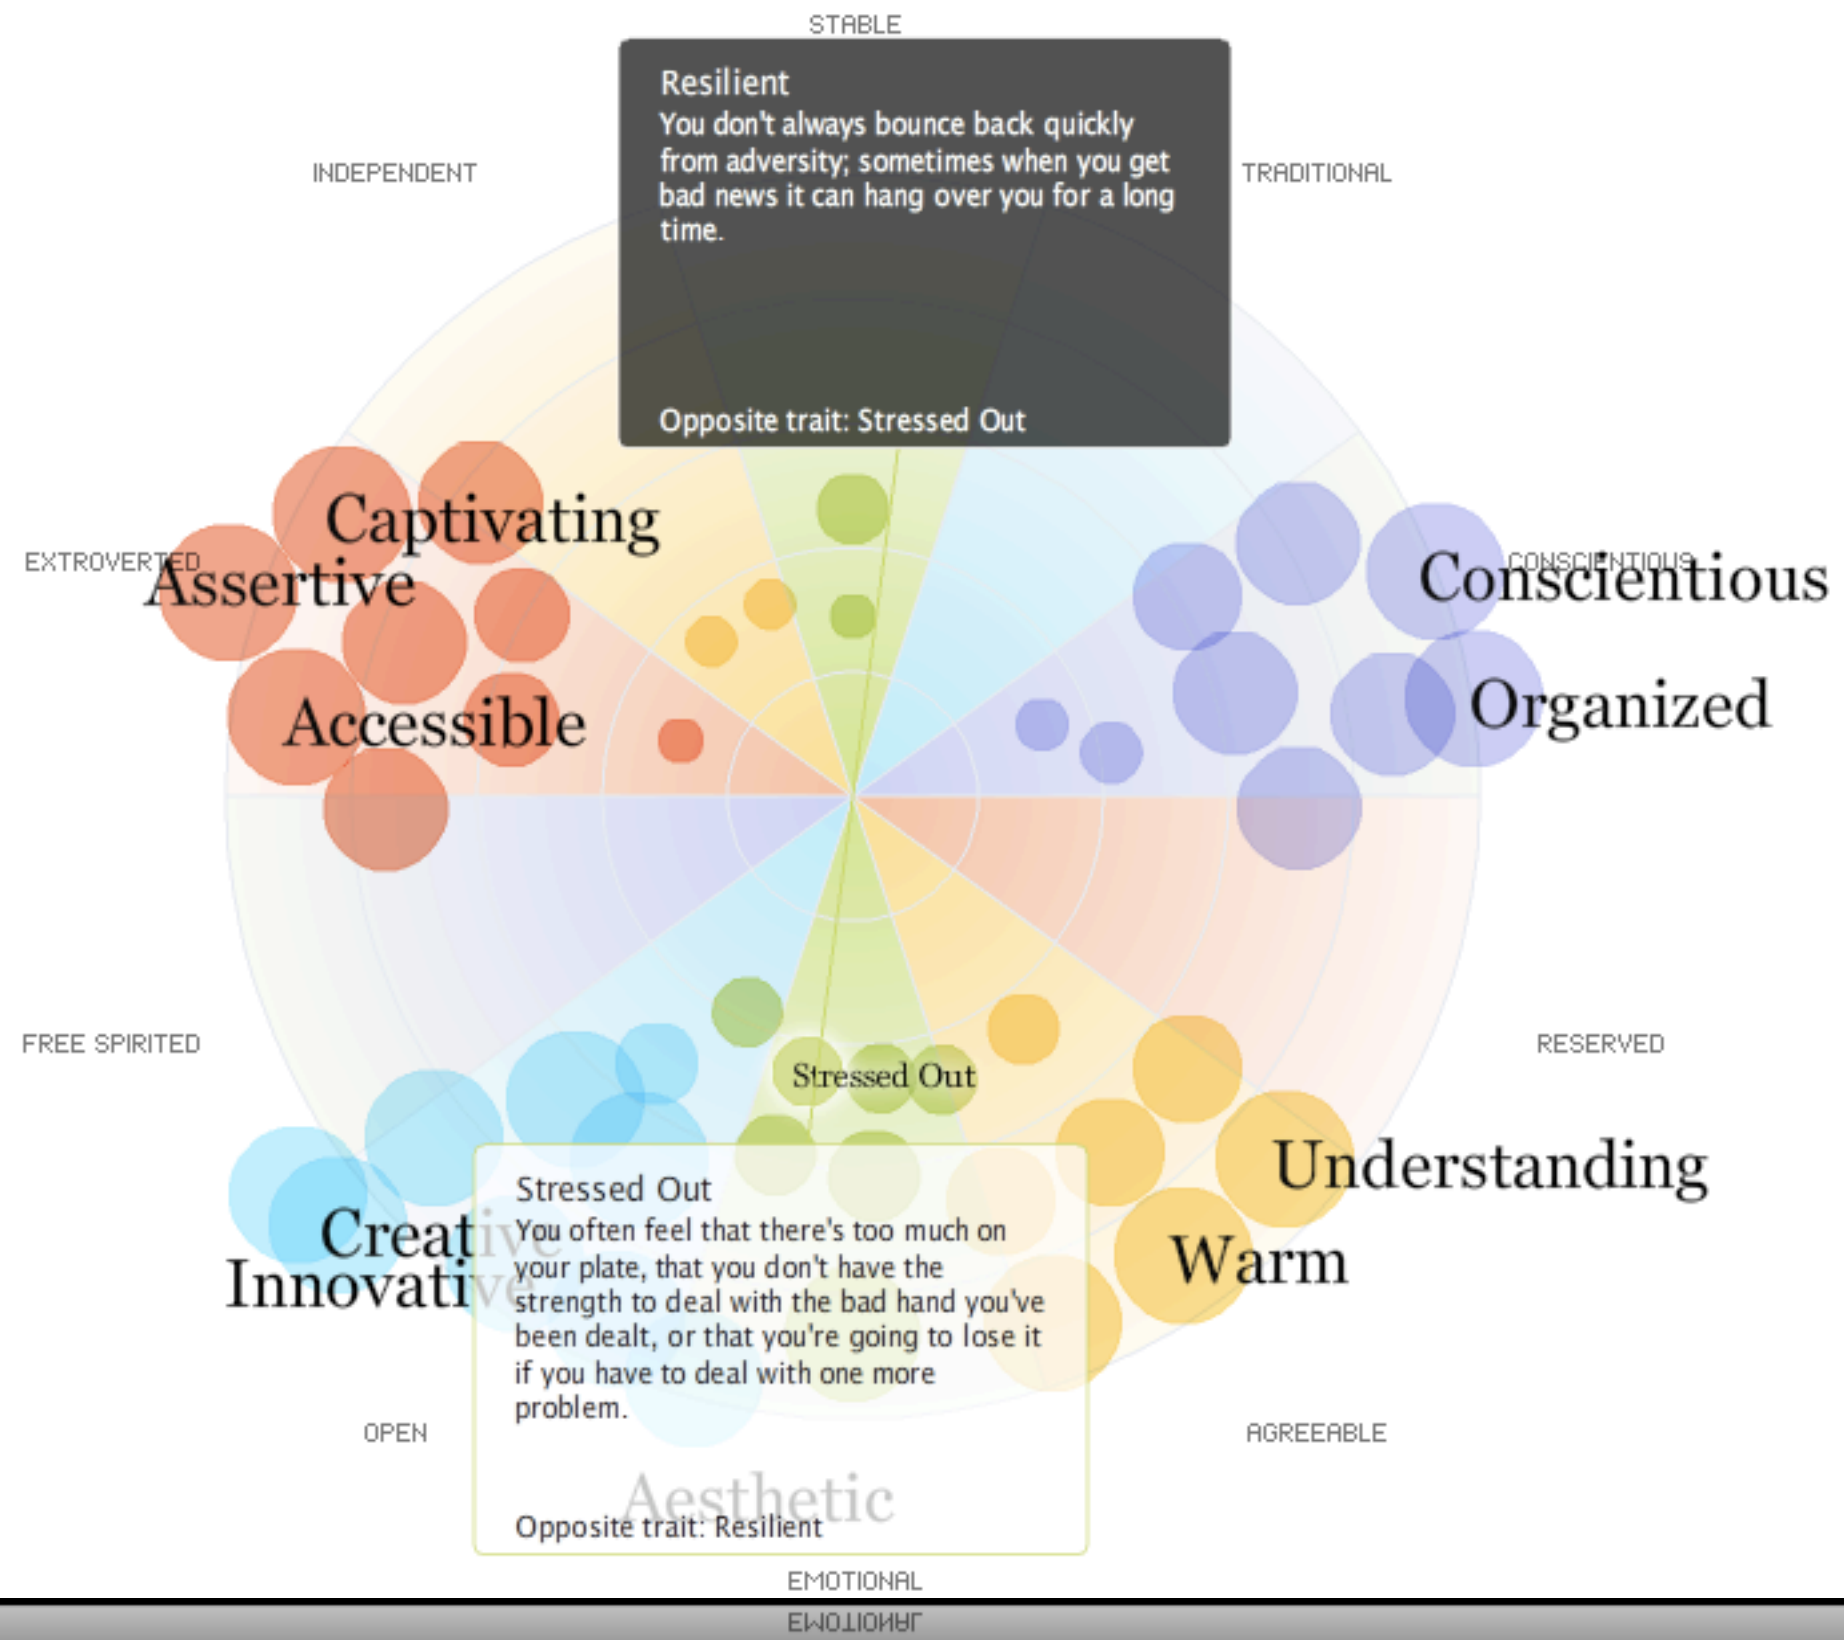 STABLE
Resilient
You don't always bounce back quickly
from adversity; sometimes when you get
bad news it can hang over you for a long
time.
Opposite trait: Stressed Out
INDEPENDENT
TRADITIONAL
EXTROVERTED
Captivating
Assertive
Accessible
CONSCIENTIOUS
Conscientious
Organized
FREE SPIRITED
RESERVED
Stressed Out
Understanding
Warm
Creative
Innovative
Stressed Out
You often feel that there's too much on
your plate, that you don't have the
strength to deal with the bad hand you've
been dealt, or that you're going to lose it
if you have to deal with one more
problem.
Aesthetic
Opposite trait: Resilient
OPEN
AGREEABLE
EMOTIONAL
EMOTIONAL